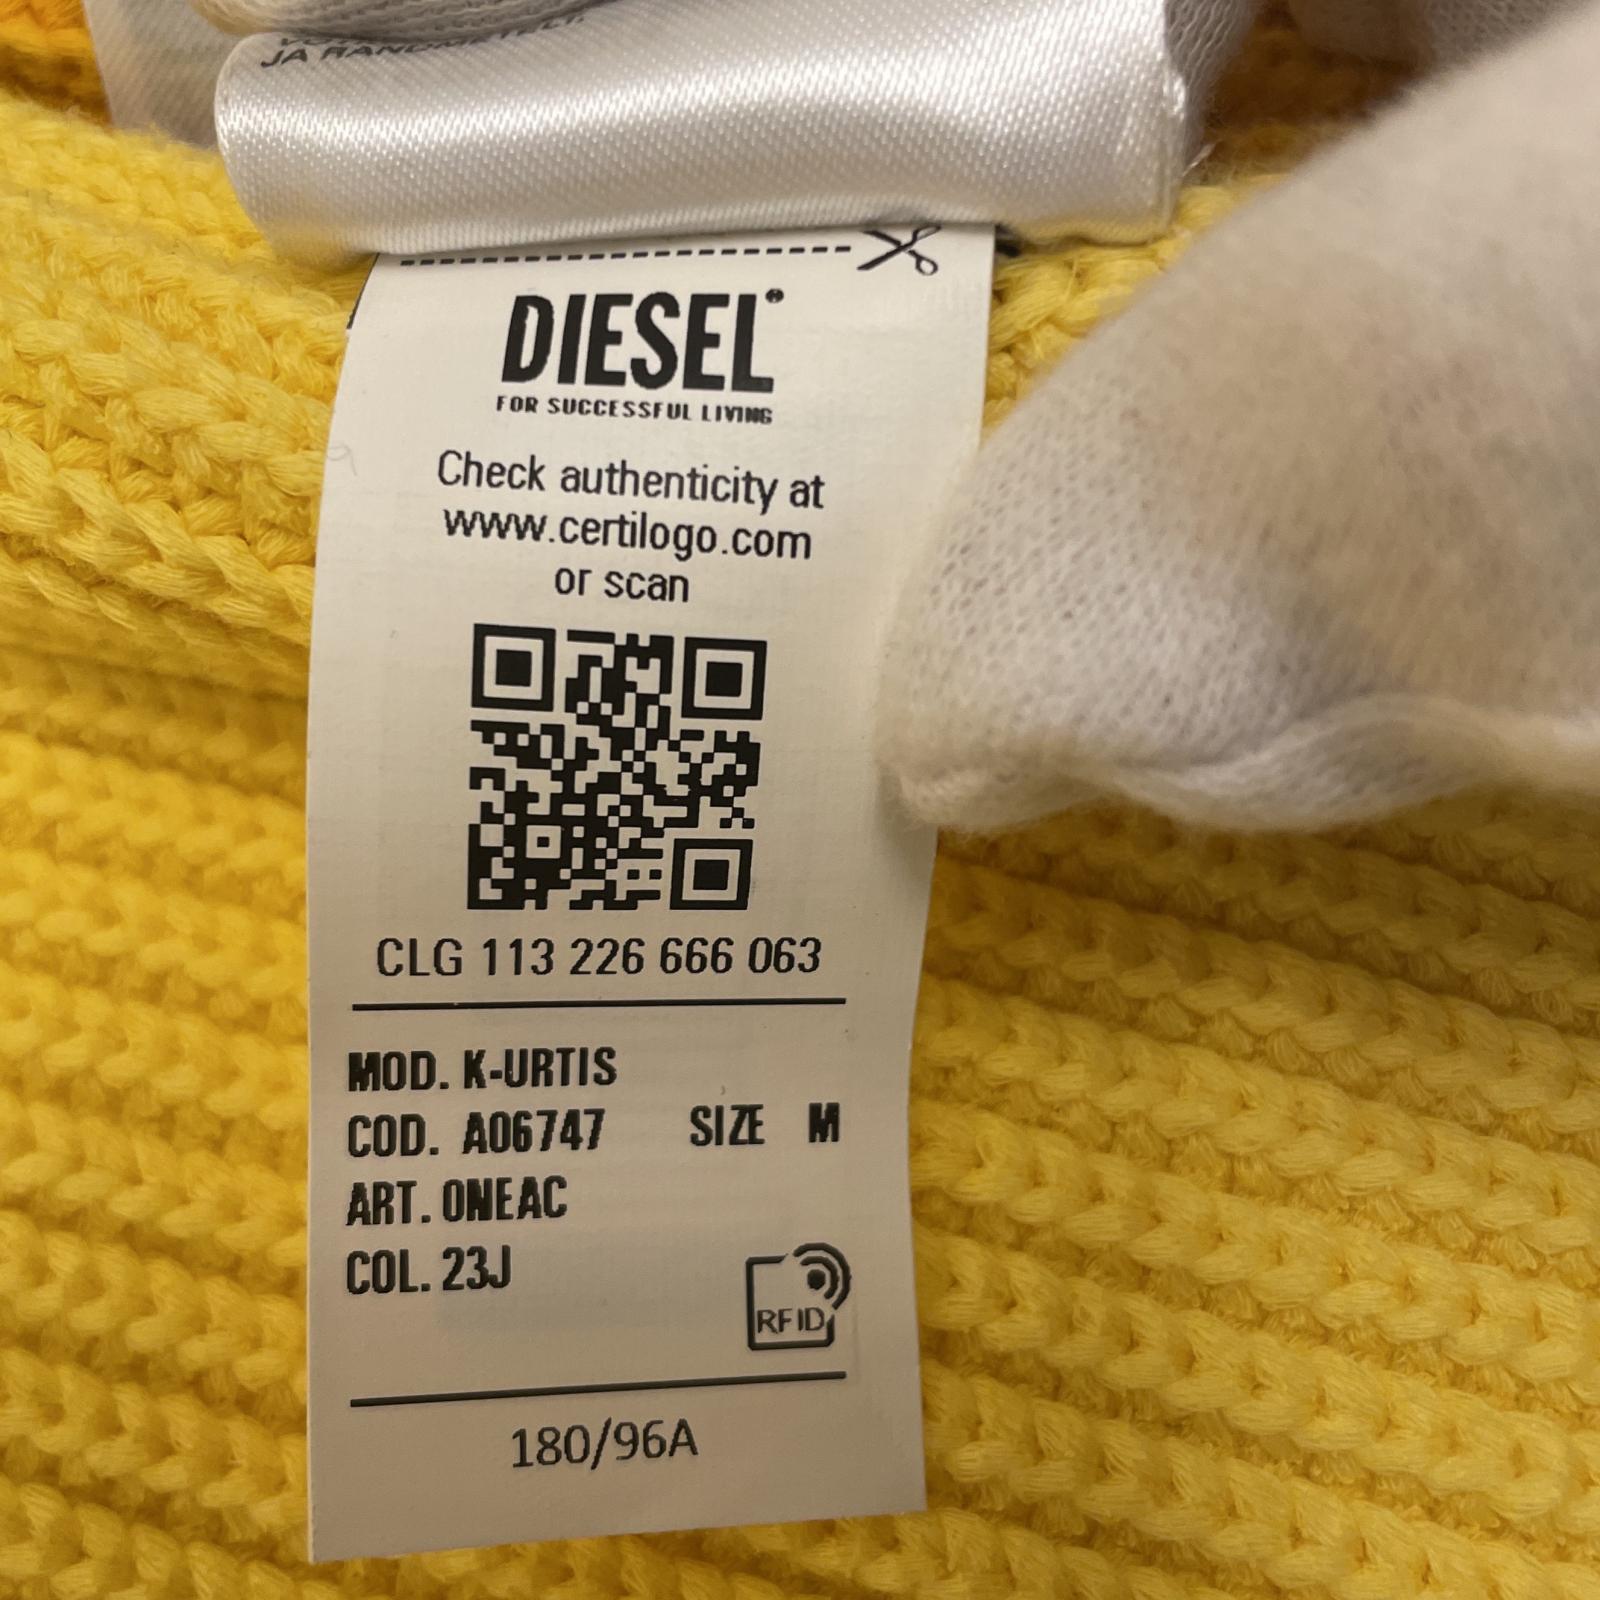 DIESEL®
FOR SUCCESSFUL LIVING
Check authenticity at
www.certilogo.com
or scan
CLG 113 226 666 063
MOD. K-URTIS
COD. A06747 SIZE M
ART. ONEAC
COL. 23J
RFID
180/96A